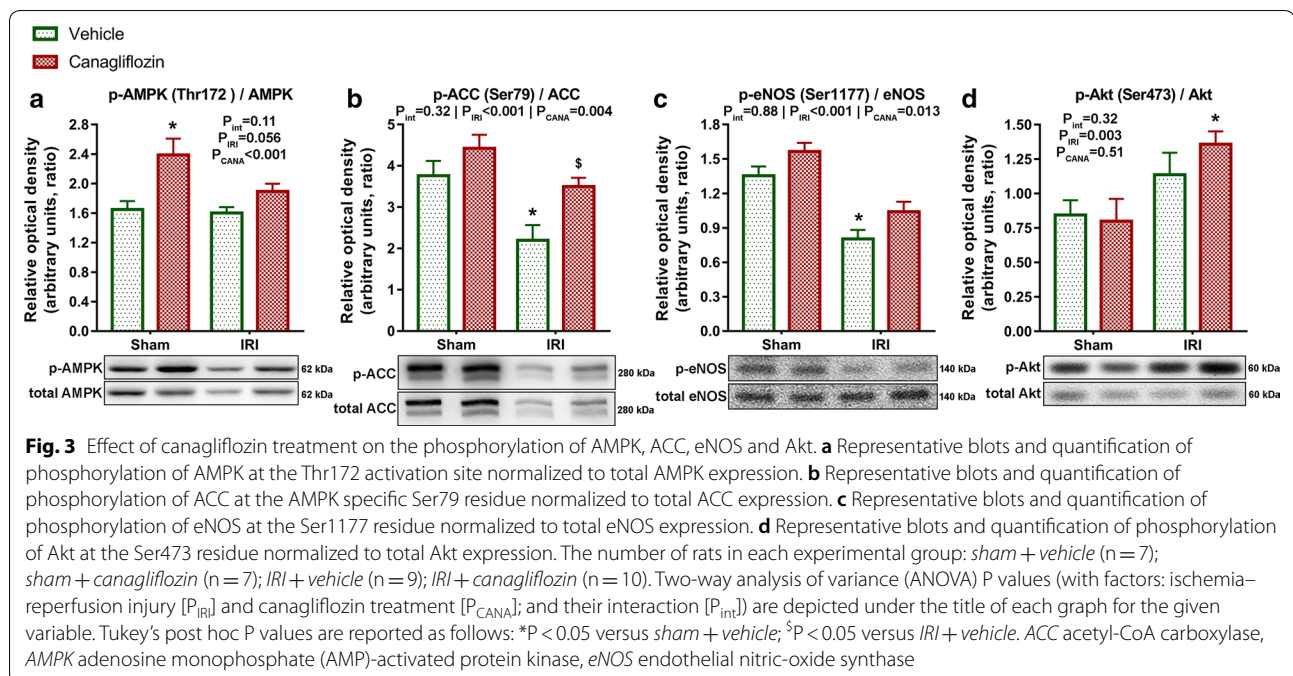 Vehicle
Canagliflozin
a
p-AMPK (Thr172 ) / AMPK
P_int=0.11
P_IRI=0.056
P_CANA<0.001
Relative optical density
(arbitrary units, ratio)
2.8
2.4
2.0
1.6
1.2
0.8
0.4
0.0
*
Sham
IRI
p-AMPK
62 kDa
total AMPK
62 kDa
b
p-ACC (Ser79) / ACC
P_int=0.32 | P_IRI<0.001 | P_CANA=0.004
Relative optical density
(arbitrary units, ratio)
5
4
3
2
1
0
*
$
Sham
IRI
p-ACC
280 kDa
total ACC
280 kDa
c
p-eNOS (Ser1177) / eNOS
P_int=0.88 | P_IRI<0.001 | P_CANA=0.013
Relative optical density
(arbitrary units, ratio)
1.8
1.5
1.2
0.9
0.6
0.3
0.0
*
Sham
IRI
p-eNOS
140 kDa
total eNOS
140 kDa
d
p-Akt (Ser473) / Akt
P_int=0.32
P_IRI=0.003
P_CANA=0.51
Relative optical density
(arbitrary units, ratio)
1.50
1.25
1.00
0.75
0.50
0.25
0.00
*
Sham
IRI
p-Akt
60 kDa
total Akt
60 kDa
Fig. 3 Effect of canagliflozin treatment on the phosphorylation of AMPK, ACC, eNOS and Akt. a Representative blots and quantification of
phosphorylation of AMPK at the Thr172 activation site normalized to total AMPK expression. b Representative blots and quantification of
phosphorylation of ACC at the AMPK specific Ser79 residue normalized to total ACC expression. c Representative blots and quantification of
phosphorylation of eNOS at the Ser1177 residue normalized to total eNOS expression. d Representative blots and quantification of phosphorylation
of Akt at the Ser473 residue normalized to total Akt expression. The number of rats in each experimental group: sham + vehicle (n = 7);
sham + canagliflozin (n = 7); IRI + vehicle (n = 9); IRI + canagliflozin (n = 10). Two-way analysis of variance (ANOVA) P values (with factors: ischemia–
reperfusion injury [P_IRI] and canagliflozin treatment [P_CANA]; and their interaction [P_int]) are depicted under the title of each graph for the given
variable. Tukey's post hoc P values are reported as follows: *P < 0.05 versus sham + vehicle; $P < 0.05 versus IRI + vehicle. ACC acetyl-CoA carboxylase,
AMPK adenosine monophosphate (AMP)-activated protein kinase, eNOS endothelial nitric-oxide synthase